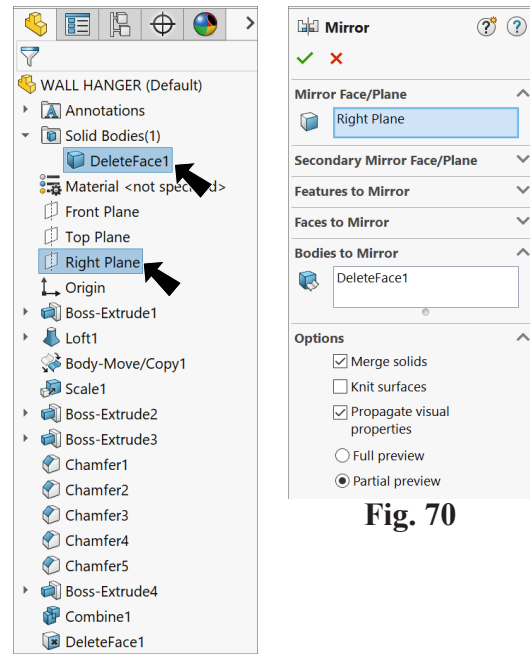 WALL HANGER (Default)
Annotations
Solid Bodies(1)
DeleteFace1
Material <not d>
Front Plane
Top Plane
Right Plane
Origin
Boss-Extrude1
Loft1
Body-Move/Copy1
Scale1
Boss-Extrude2
Boss-Extrude3
Chamfer1
Chamfer2
Chamfer3
Chamfer4
Chamfer5
Boss-Extrude4
Combine1
DeleteFace1
Mirror
Mirror Face/Plane
Right Plane
Secondary Mirror Face/Plane
Features to Mirror
Faces to Mirror
Bodies to Mirror
DeleteFace1
Options
Merge solids
Knit surfaces
Propagate visual
properties
Full preview
Partial preview
Fig. 70